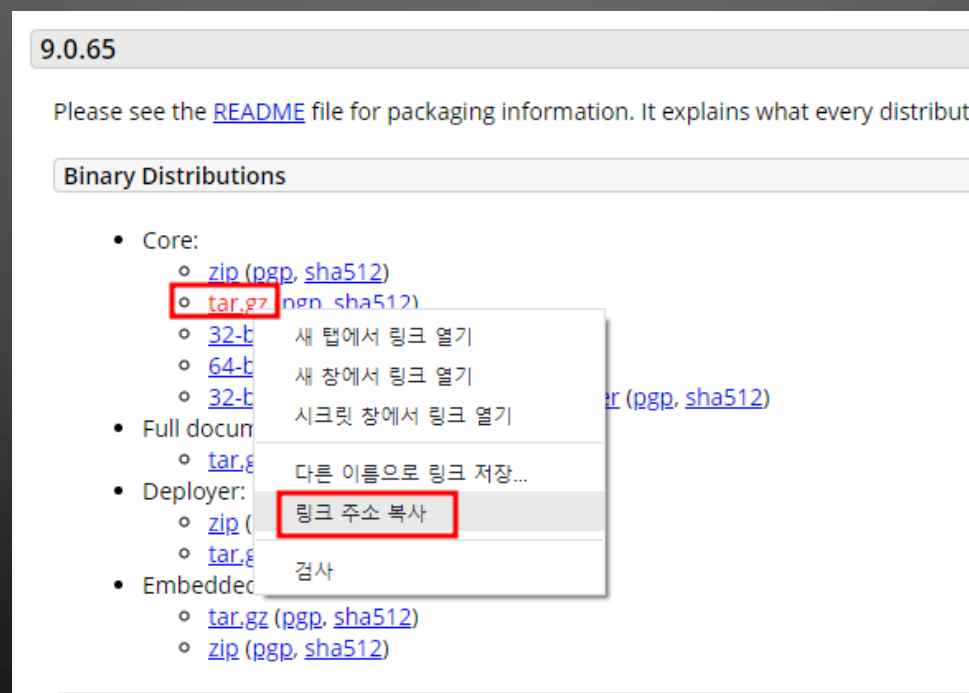 9.0.65
Please see the README file for packaging information. It explains what every distribut
Binary Distributions
Core:
zip (pgp, sha512)
tar.gz (pgp, sha512)
32-b
64-b
32-b er (pgp, sha512)
Full docum
tar.g
Deployer:
zip (
tar.g
Embedded
tar.gz (pgp, sha512)
zip (pgp, sha512)
새 탭에서 링크 열기
새 창에서 링크 열기
시크릿 창에서 링크 열기
다른 이름으로 링크 저장...
링크 주소 복사
검사